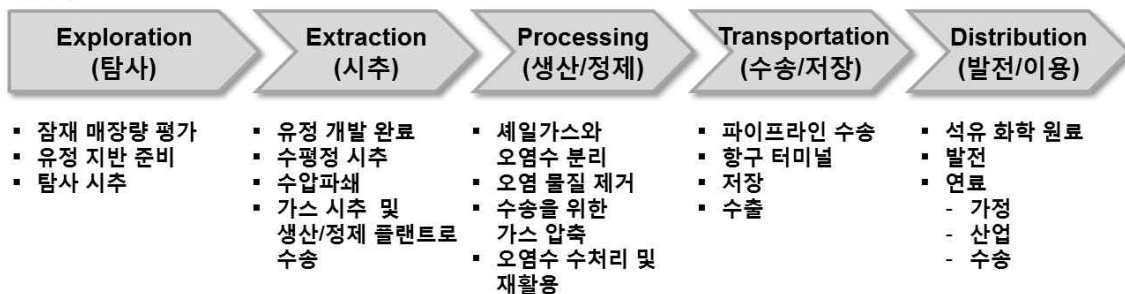 Exploration
(탐사)
Extraction
(시추)
Processing
(생산/정제)
Transportation
(수송/저장)
Distribution
(발전/이용)
▪ 잠재 매장량 평가
▪ 유정 지반 준비
▪ 탐사 시추
▪ 유정 개발 완료
▪ 수평정 시추
▪ 수압파쇄
▪ 가스 시추 및
생산/정제 플랜트로
수송
▪ 셰일가스와
오염수 분리
▪ 오염 물질 제거
▪ 수송을 위한
가스 압축
▪ 오염수 수처리 및
재활용
▪ 파이프라인 수송
▪ 항구 터미널
▪ 저장
▪ 수출
▪ 석유 화학 원료
▪ 발전
▪ 연료
- 가정
- 산업
- 수송